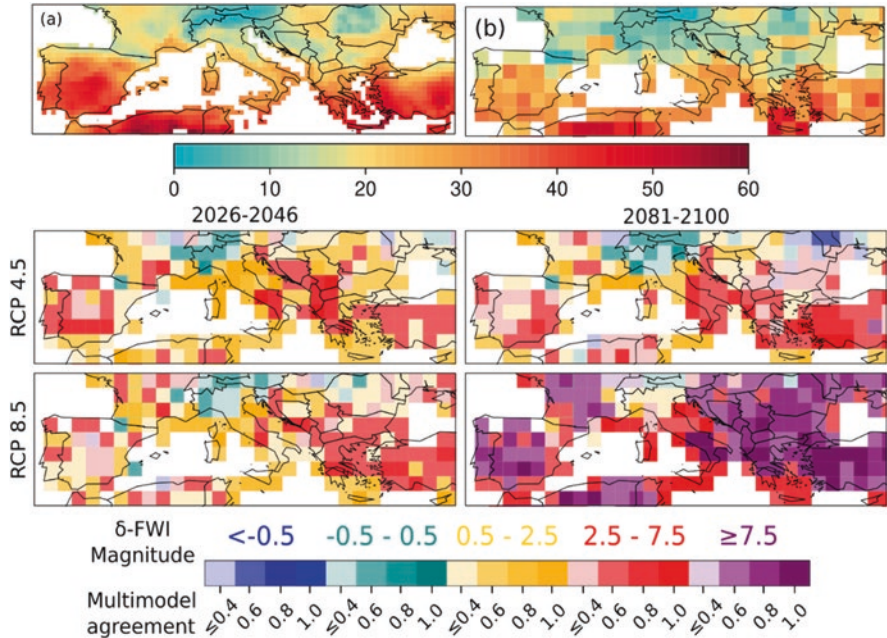 (a)
(b)
0 10 20 30 40 50 60
2026-2046 2081-2100
RCP 4.5
RCP 8.5
δ-FWI Magnitude
<-0.5 -0.5 - 0.5 0.5 - 2.5 2.5 - 7.5 ≥7.5
Multimodel agreement
≤0.4 0.6 0.8 1.0 ≤0.4 0.6 0.8 1.0 ≤0.4 0.6 0.8 1.0 ≤0.4 0.6 0.8 1.0 ≤0.4 0.6 0.8 1.0